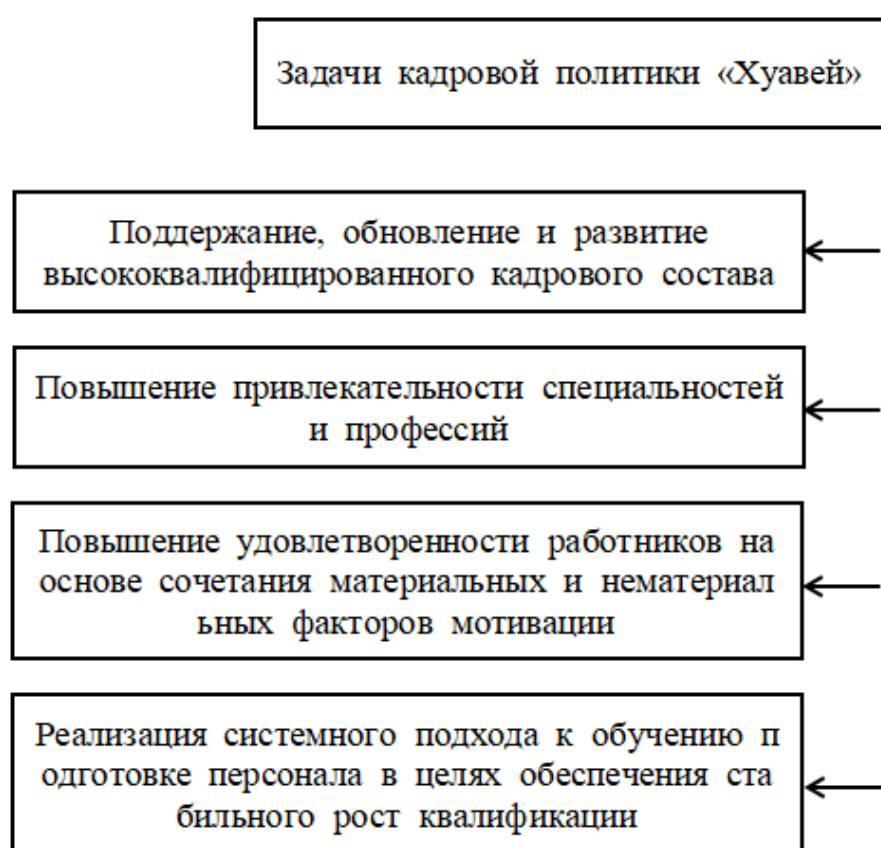 Задачи кадровой политики «Хуавей»
Поддержание, обновление и развитие
высококвалифицированного кадрового состава
Повышение привлекательности специальностей
и профессий
Повышение удовлетворенности работников на
основе сочетания материальных и нематериал
ьных факторов мотивации
Реализация системного подхода к обучению п
одготовке персонала в целях обеспечения ста
бильного рост квалификации